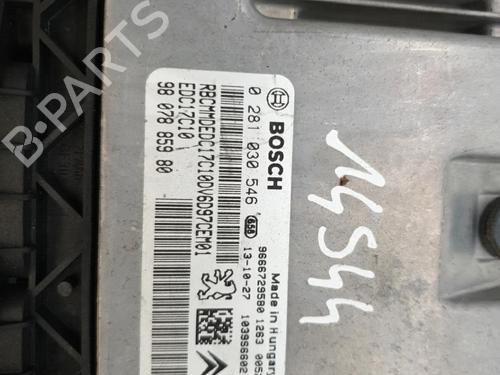 BOSCH
0 281 030 546
RBCMMDEDC17C10DV6D97CEM01
EDC17C10
98 078 859 80
658
9666729580 1263
13-10-27
Made in Hungary
14544
B-PARTS